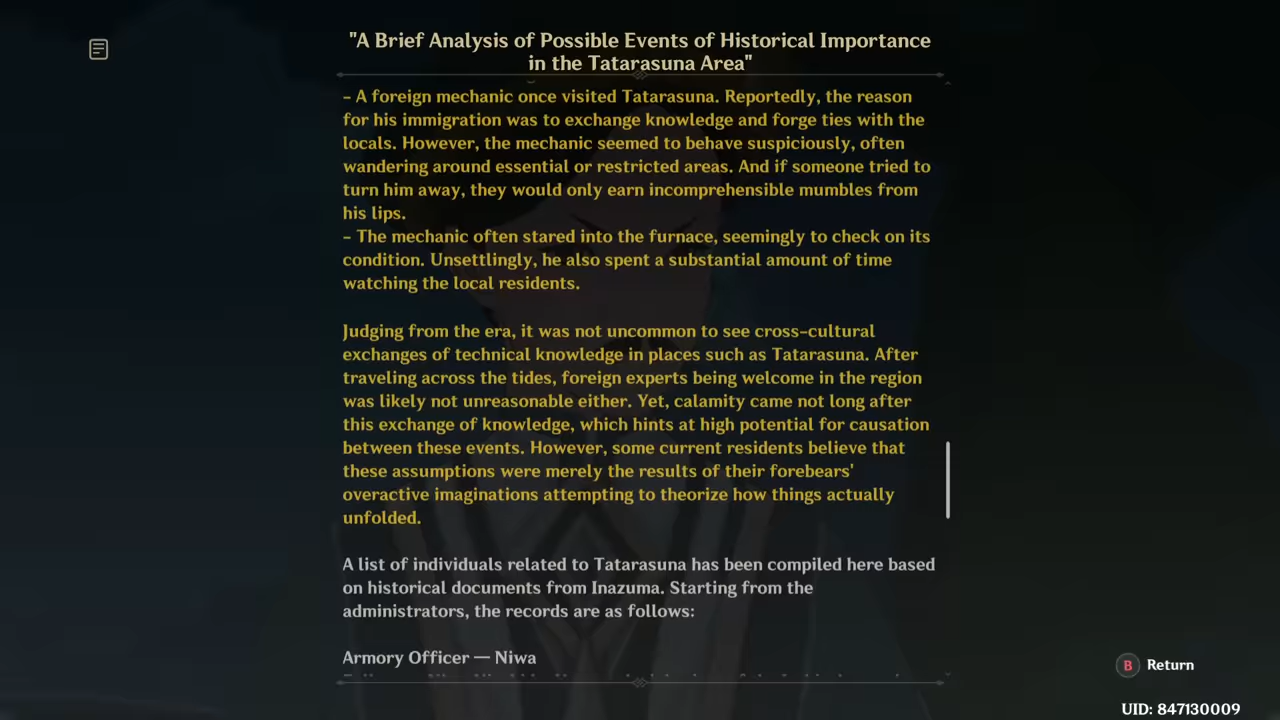 "A Brief Analysis of Possible Events of Historical Importance
in the Tatarasuna Area"
– A foreign mechanic once visited Tatarasuna. Reportedly, the reason
for his immigration was to exchange knowledge and forge ties with the
locals. However, the mechanic seemed to behave suspiciously, often
wandering around essential or restricted areas. And if someone tried to
turn him away, they would only earn incomprehensible mumbles from
his lips.
– The mechanic often stared into the furnace, seemingly to check on its
condition. Unsettlingly, he also spent a substantial amount of time
watching the local residents.
Judging from the era, it was not uncommon to see cross-cultural
exchanges of technical knowledge in places such as Tatarasuna. After
traveling across the tides, foreign experts being welcome in the region
was likely not unreasonable either. Yet, calamity came not long after
this exchange of knowledge, which hints at high potential for causation
between these events. However, some current residents believe that
these assumptions were merely the results of their forebears'
overactive imaginations attempting to theorize how things actually
unfolded.
A list of individuals related to Tatarasuna has been compiled here based
on historical documents from Inazuma. Starting from the
administrators, the records are as follows:
Armory Officer — Niwa
B Return
UID: 847130009